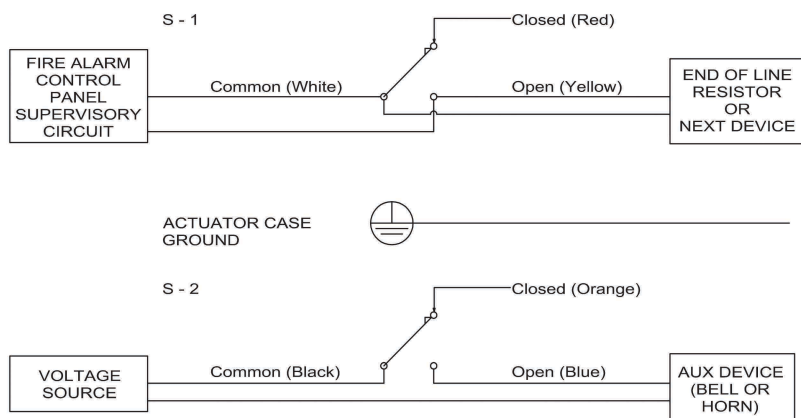 S - 1
Closed (Red)
FIRE ALARM
CONTROL
PANEL
SUPERVISORY
CIRCUIT
Common (White)
Open (Yellow)
END OF LINE
RESISTOR
OR
NEXT DEVICE
ACTUATOR CASE
GROUND
S - 2
Closed (Orange)
VOLTAGE
SOURCE
Common (Black)
Open (Blue)
AUX DEVICE
(BELL OR
HORN)